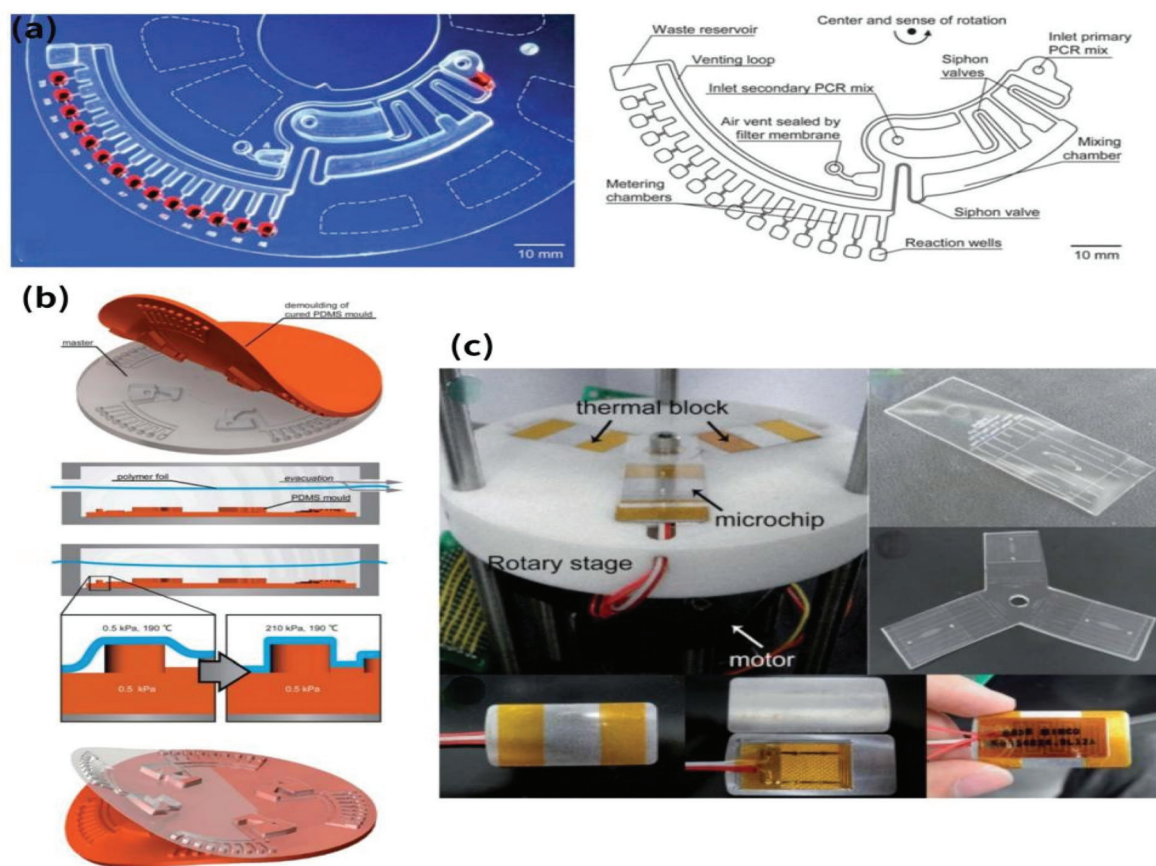 (a)
10 mm
Waste reservoir
Venting loop
Inlet secondary PCR mix
Air vent sealed by
filter membrane
Metering
chambers
Center and sense of rotation
Siphon
valves
Inlet primary
PCR mix
Mixing
chamber
Siphon valve
Reaction wells
10 mm
(b)
demoulding of
cured PDMS mould
master
polymer foil
evacuation
PDMS mould
0.5 kPa, 190 ℃
210 kPa, 190 ℃
0.5 kPa
0.5 kPa
(c)
thermal block
microchip
Rotary stage
motor